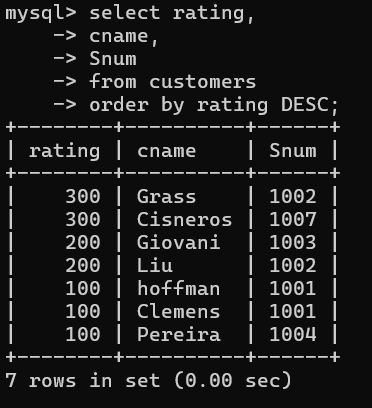 mysql> select rating,
    -> cname,
    -> Snum
    -> from customers
    -> order by rating DESC;
+--------+----------+------+
| rating | cname    | Snum |
+--------+----------+------+
|    300 | Grass    | 1002 |
|    300 | Cisneros | 1007 |
|    200 | Giovani  | 1003 |
|    200 | Liu      | 1002 |
|    100 | hoffman  | 1001 |
|    100 | Clemens  | 1001 |
|    100 | Pereira  | 1004 |
+--------+----------+------+
7 rows in set (0.00 sec)